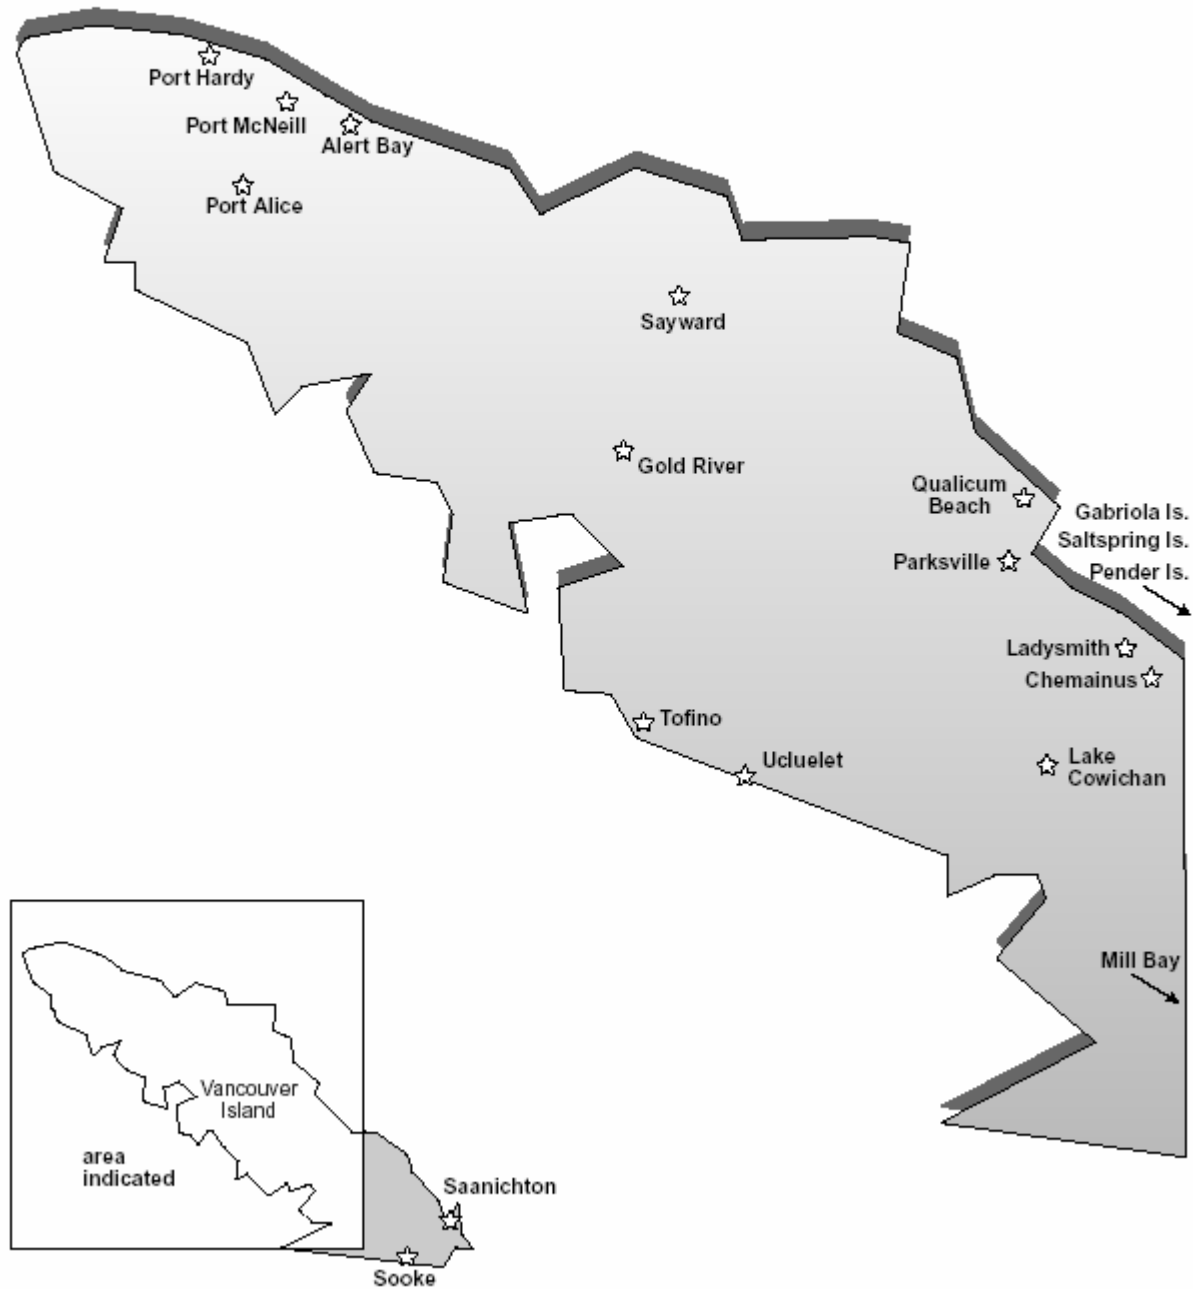 Port Hardy
Port McNeill
Alert Bay
Port Alice
Sayward
Gold River
Qualicum
Beach
Gabriola Is.
Saltspring Is.
Parksville
Pender Is.
Ladysmith
Chemainus
Tofino
Ucluelet
Lake
Cowichan
Mill Bay
Vancouver
Island
area
indicated
Saanichton
Sooke